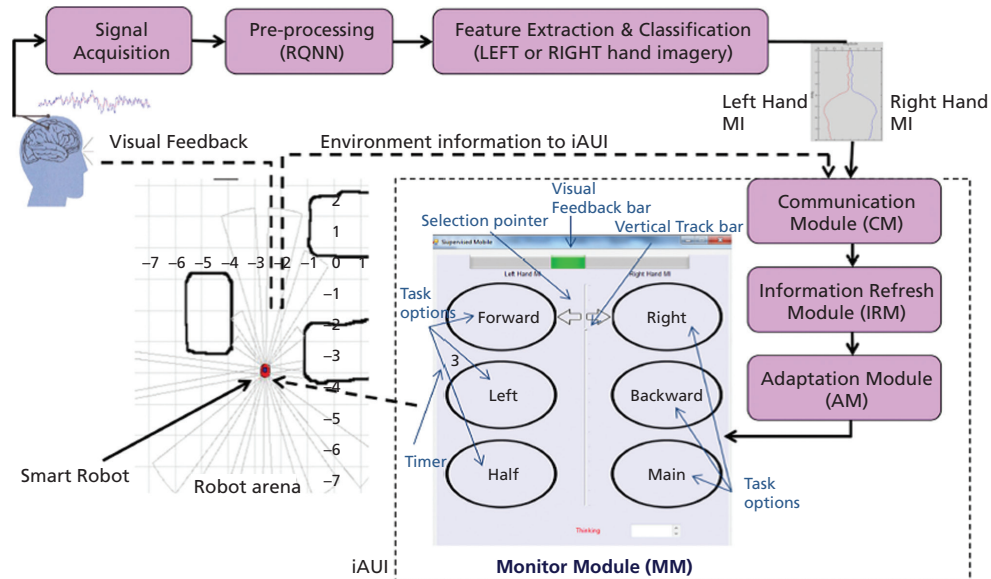 Signal
Acquisition
Pre-processing
(RQNN)
Feature Extraction & Classification
(LEFT or RIGHT hand imagery)
Left Hand
MI
Right Hand
MI
Visual Feedback
Environment information to iAUI
Communication
Module (CM)
Information Refresh
Module (IRM)
Adaptation Module
(AM)
Visual
Feedback bar
Selection pointer
Vertical Track bar
Supervised Mobile
Left Hand MI
Right Hand MI
Task
options
Forward
Right
3
Left
Backward
Half
Main
Timer
Task
options
Thinking
2
1
-7 -6 -5 -4 -3 -2 -1 0 1
-1
-2
-3
-4
-5
-6
-7
Smart Robot
Robot arena
iAUI
Monitor Module (MM)